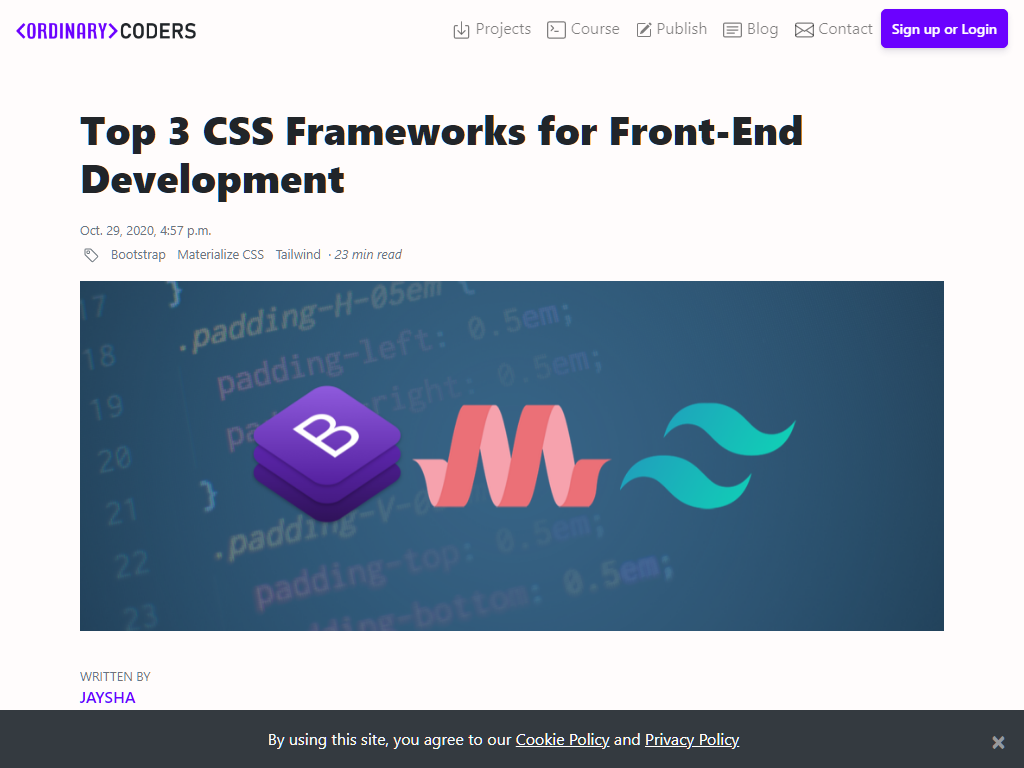 <ORDINARY>CODERS
Projects
Course
Publish
Blog
Contact
Sign up or Login
Top 3 CSS Frameworks for Front-End
Development
Oct. 29, 2020, 4:57 p.m.
Bootstrap Materialize CSS Tailwind · 23 min read
17 }
.padding-H-05em {
18 padding-left: 0.5em;
19 right: 0.5em;
20
21 }
22 .padding-V-0
padding-top: 0.5em;
23 padding-bottom: 0.5em;
B
WRITTEN BY
JAYSHA
By using this site, you agree to our Cookie Policy and Privacy Policy
×